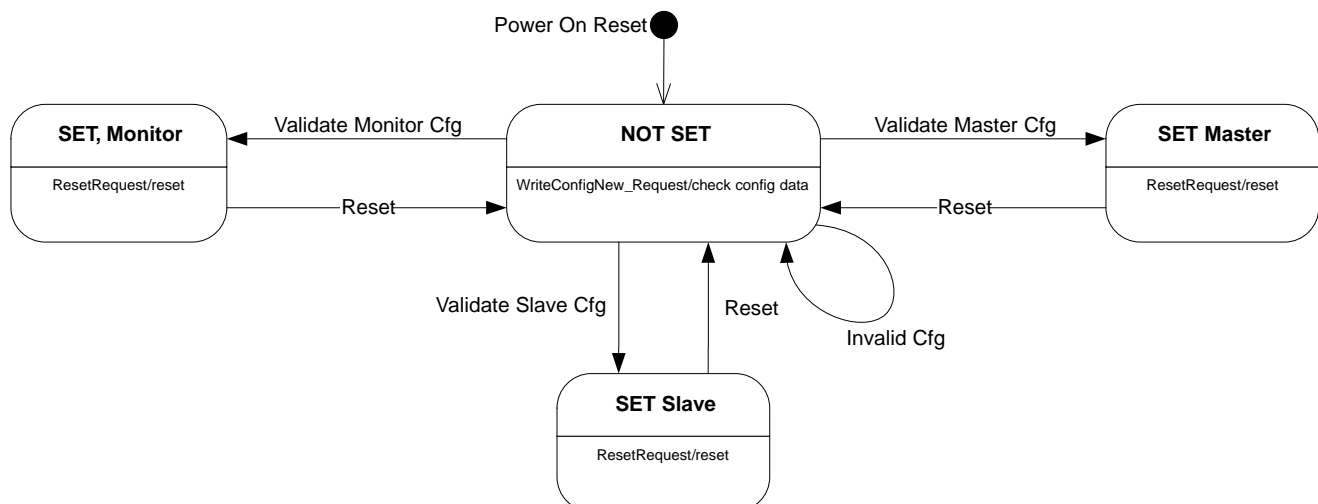 Power On Reset
SET, Monitor
ResetRequest/reset
Validate Monitor Cfg
Reset
NOT SET
WriteConfigNew_Request/check config data
Validate Master Cfg
Reset
SET Master
ResetRequest/reset
Validate Slave Cfg
Reset
Invalid Cfg
SET Slave
ResetRequest/reset